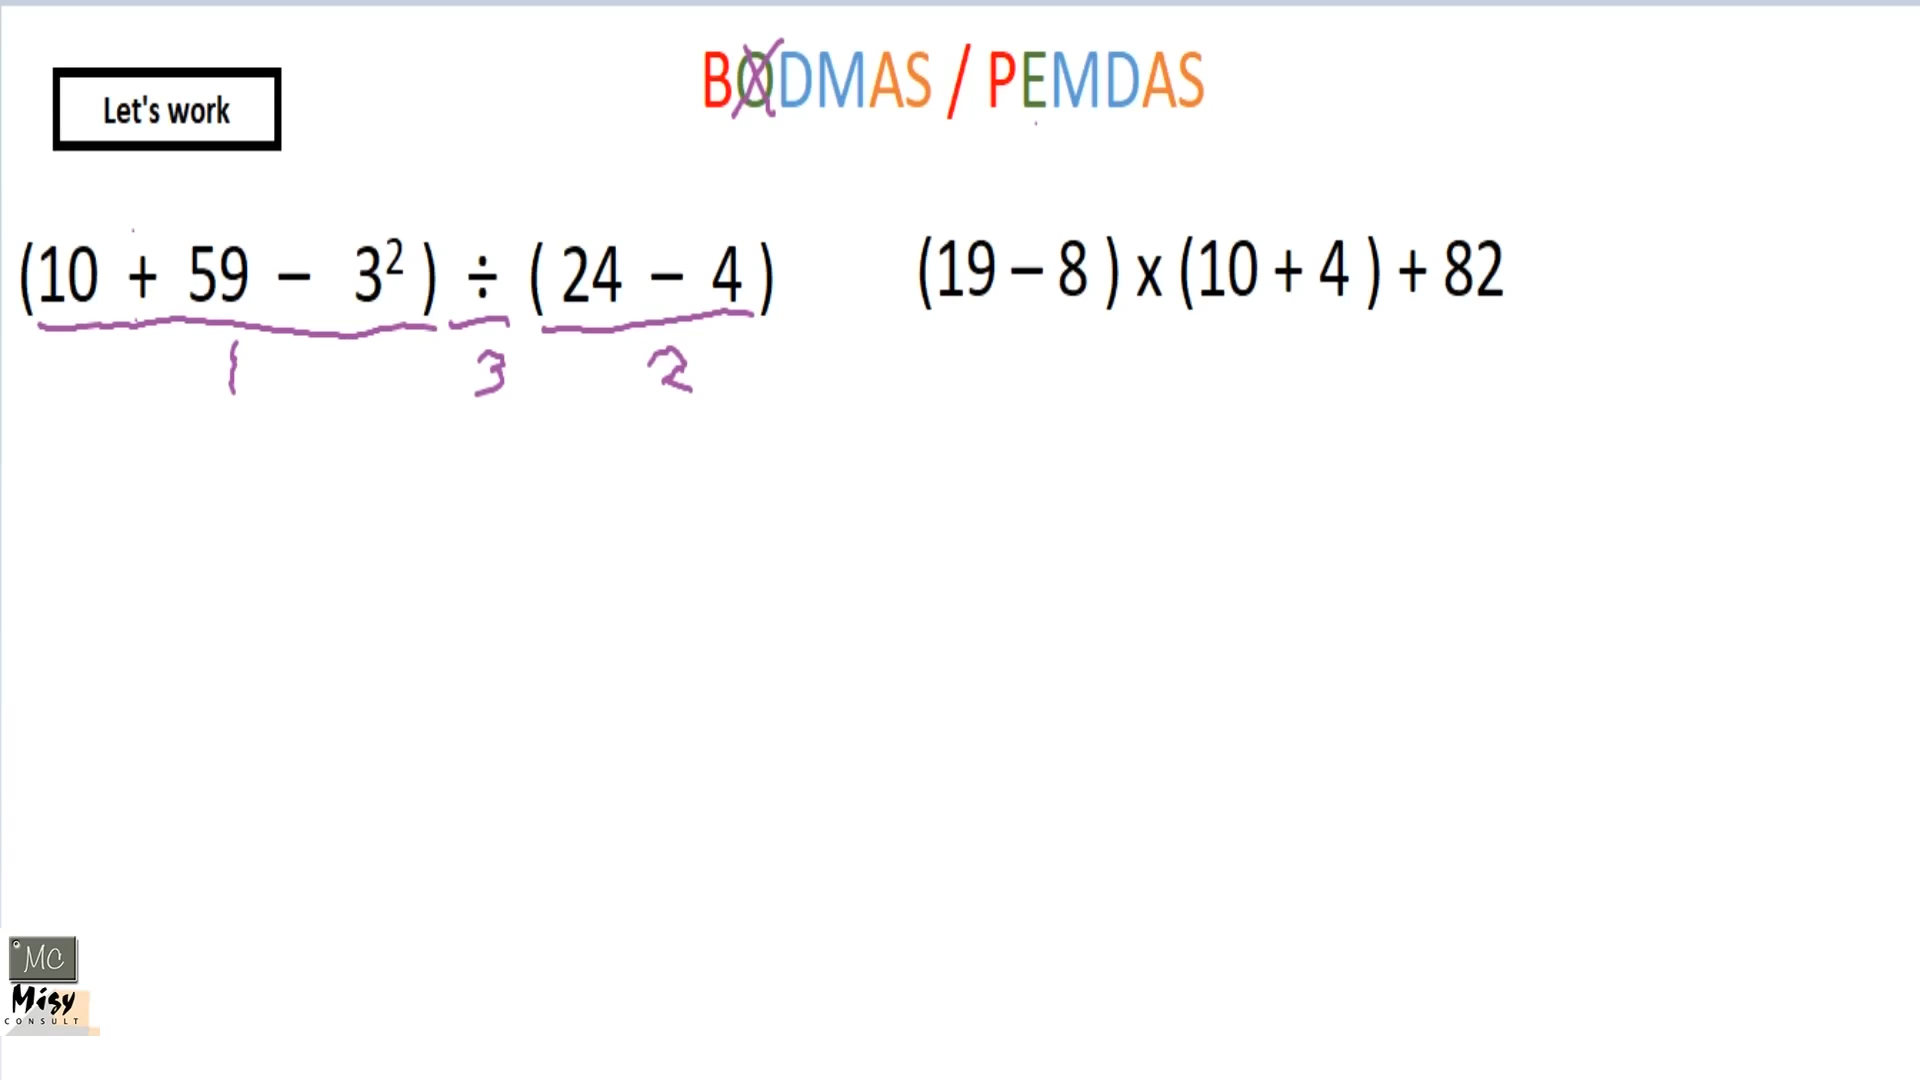 BODMAS / PEMDAS
Let's work
(10 + 59 − 3² ) ÷ ( 24 − 4 )
(19 – 8 ) x (10 + 4 ) + 82
1 3 2
MC
Misy
CONSULT